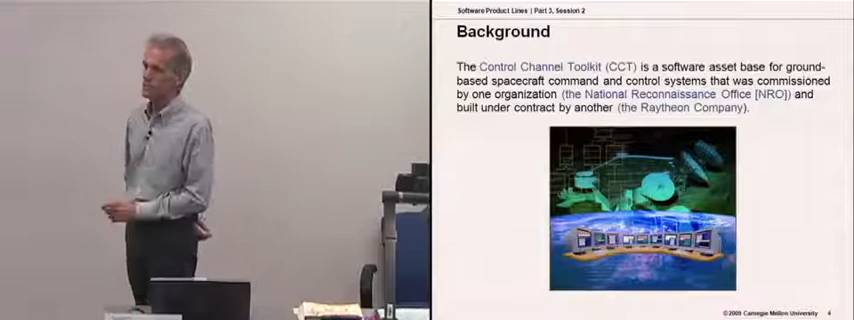 Software Product Lines | Part 3, Session 2
Background
The Control Channel Toolkit (CCT) is a software asset base for ground-
based spacecraft command and control systems that was commissioned
by one organization (the National Reconnaissance Office [NRO]) and
built under contract by another (the Raytheon Company).
© 2009 Carnegie Mellon University 4